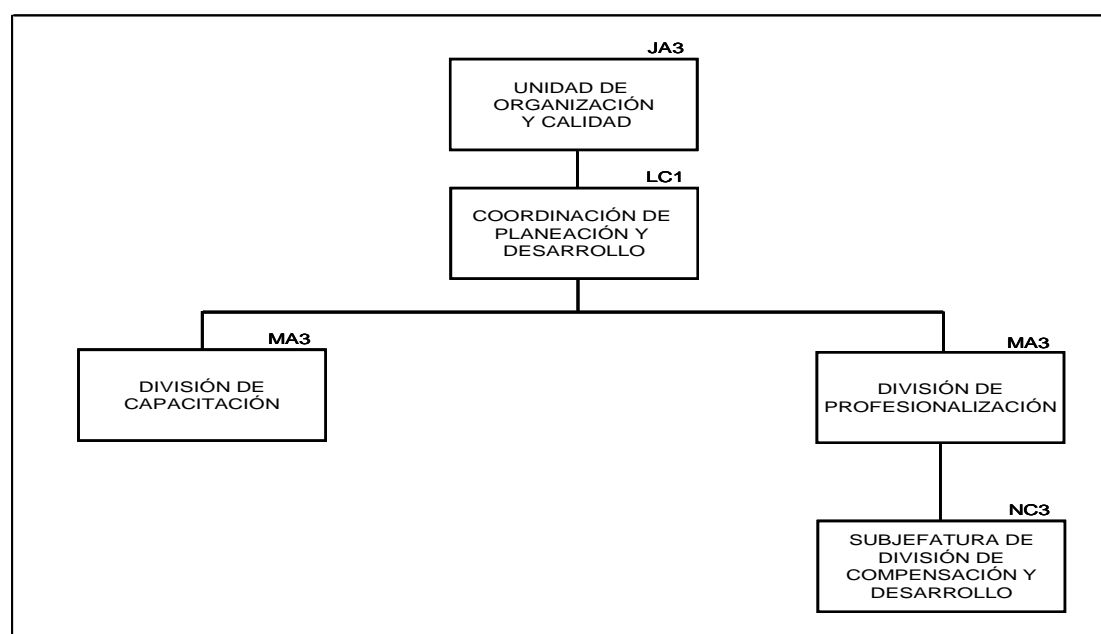 JA3
UNIDAD DE
ORGANIZACIÓN
Y CALIDAD
LC1
COORDINACIÓN DE
PLANEACIÓN Y
DESARROLLO
MA3
DIVISIÓN DE
CAPACITACIÓN
MA3
DIVISIÓN DE
PROFESIONALIZACIÓN
NC3
SUBJEFATURA DE
DIVISIÓN DE
COMPENSACIÓN Y
DESARROLLO